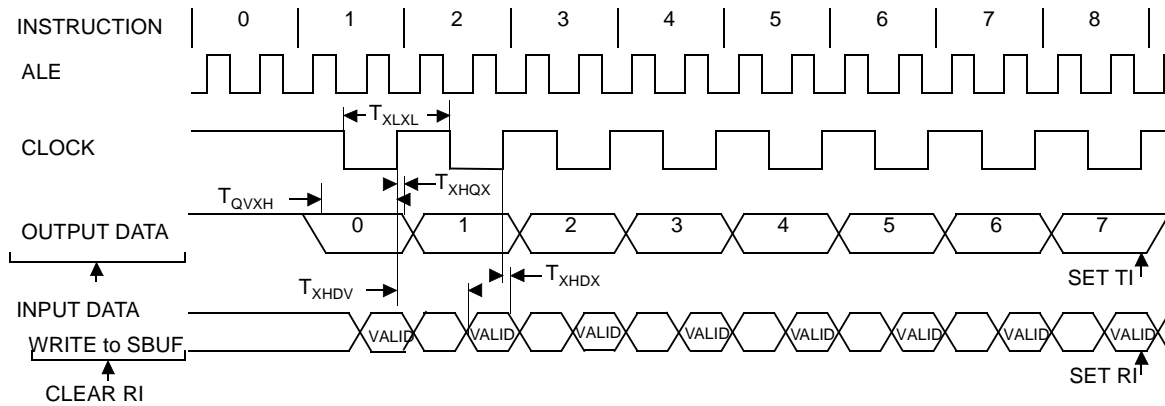 INSTRUCTION 0 1 2 3 4 5 6 7 8
ALE
TXLXL
CLOCK
TXHQX
TQVXH
OUTPUT DATA 0 1 2 3 4 5 6 7
TXHDX
SET TI
TXHDV
INPUT DATA
VALID VALID VALID VALID VALID VALID VALID VALID
WRITE to SBUF
SET RI
CLEAR RI